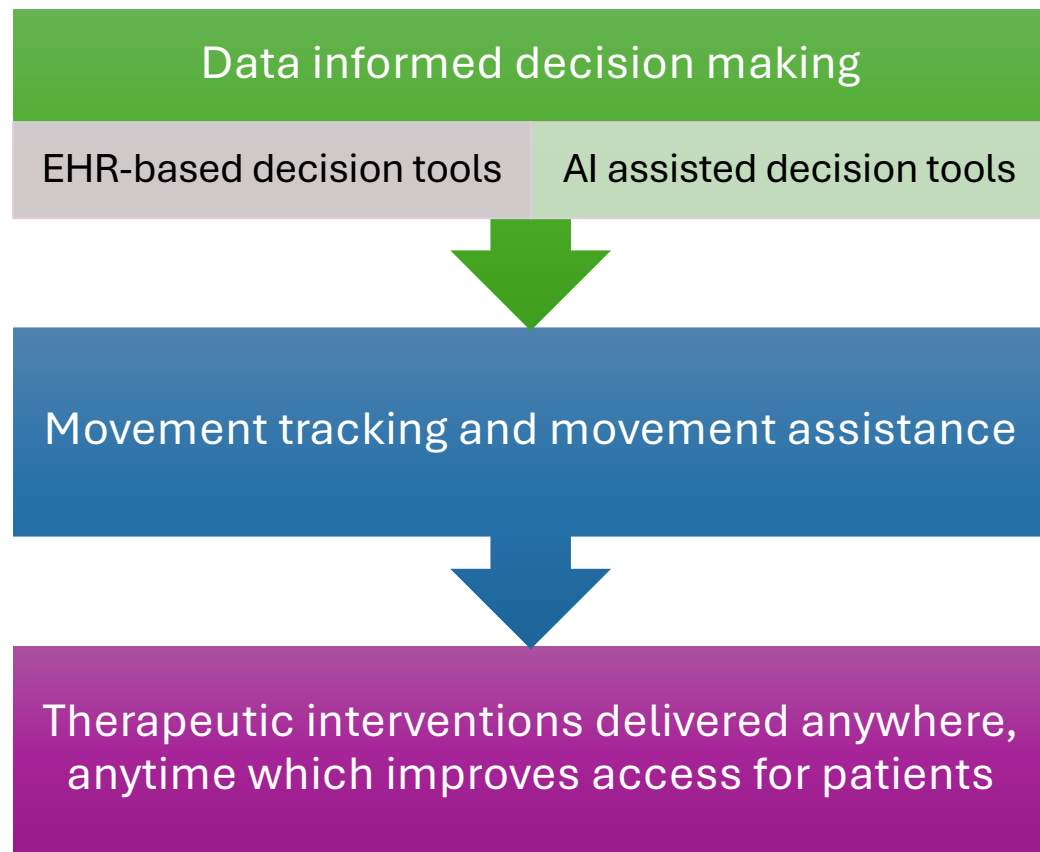 Data informed decision making
EHR-based decision tools
AI assisted decision tools
Movement tracking and movement assistance
Therapeutic interventions delivered anywhere,
anytime which improves access for patients